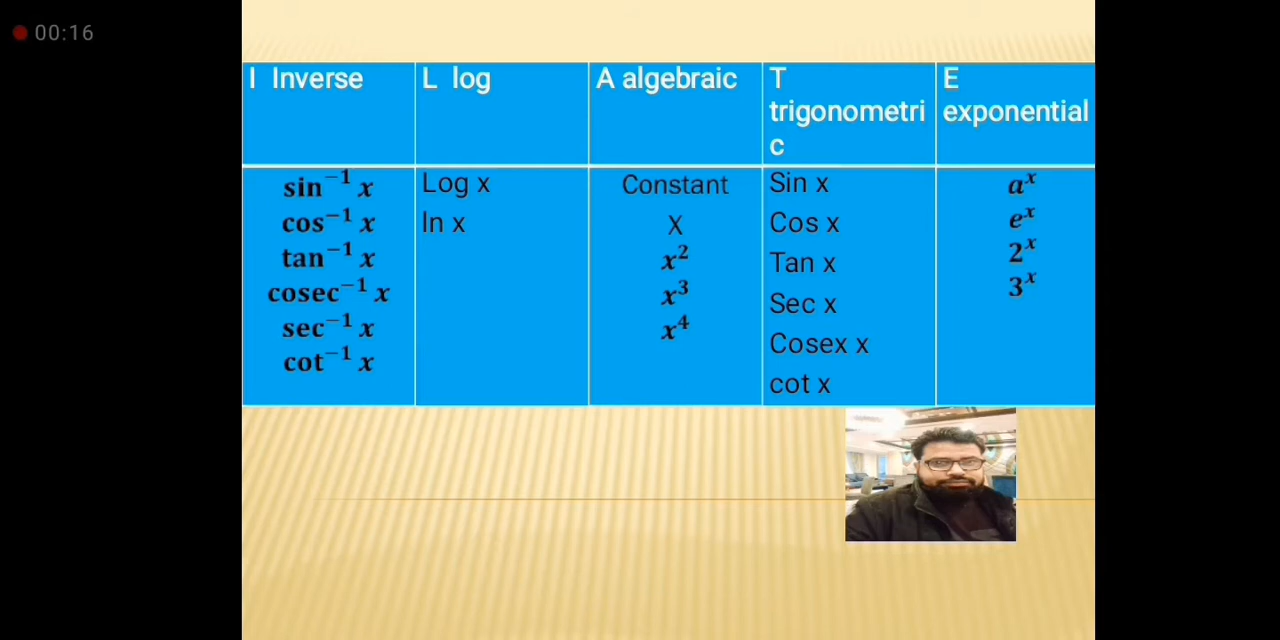 00:16
I Inverse
L log
A algebraic
T
trigonometri
c
E
exponential
sin⁻¹ x
cos⁻¹ x
tan⁻¹ x
cosec⁻¹ x
sec⁻¹ x
cot⁻¹ x
Log x
ln x
Constant
X
x²
x³
x⁴
Sin x
Cos x
Tan x
Sec x
Cosex x
cot x
aˣ
eˣ
2ˣ
3ˣ